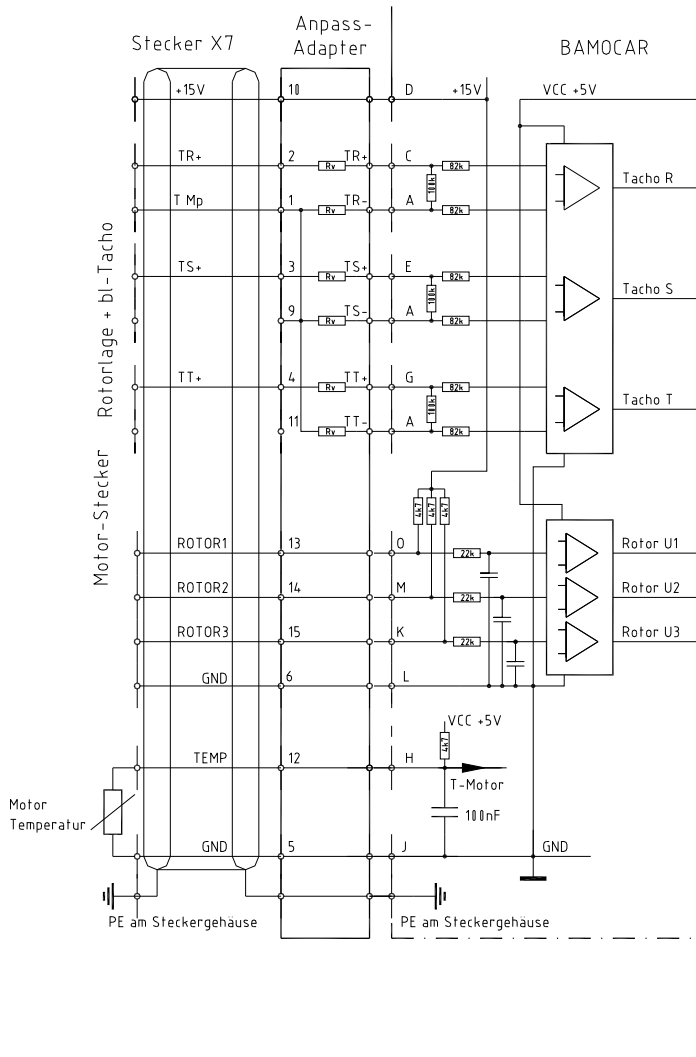 Stecker X7
Anpass-
Adapter
BAMOCAR
+15V 10 D +15V VCC +5V
TR+ 2 Rv TR+ C 82k
100k
Tacho R
T Mp 1 Rv TR- A 82k
TS+ 3 Rv TS+ E 82k
100k
Tacho S
9 Rv TS- A 82k
TT+ 4 Rv TT+ G 82k
100k
Tacho T
11 Rv TT- A 82k
4k7 4k7 4k7
ROTOR1 13 O 22k Rotor U1
ROTOR2 14 M 22k Rotor U2
ROTOR3 15 K 22k Rotor U3
GND 6 L
VCC +5V
4k7
TEMP 12 H
T-Motor
100nF
GND 5 J GND
Motor
Temperatur
PE am Steckergehäuse
PE am Steckergehäuse
Motor-Stecker Rotorlage + bl-Tacho